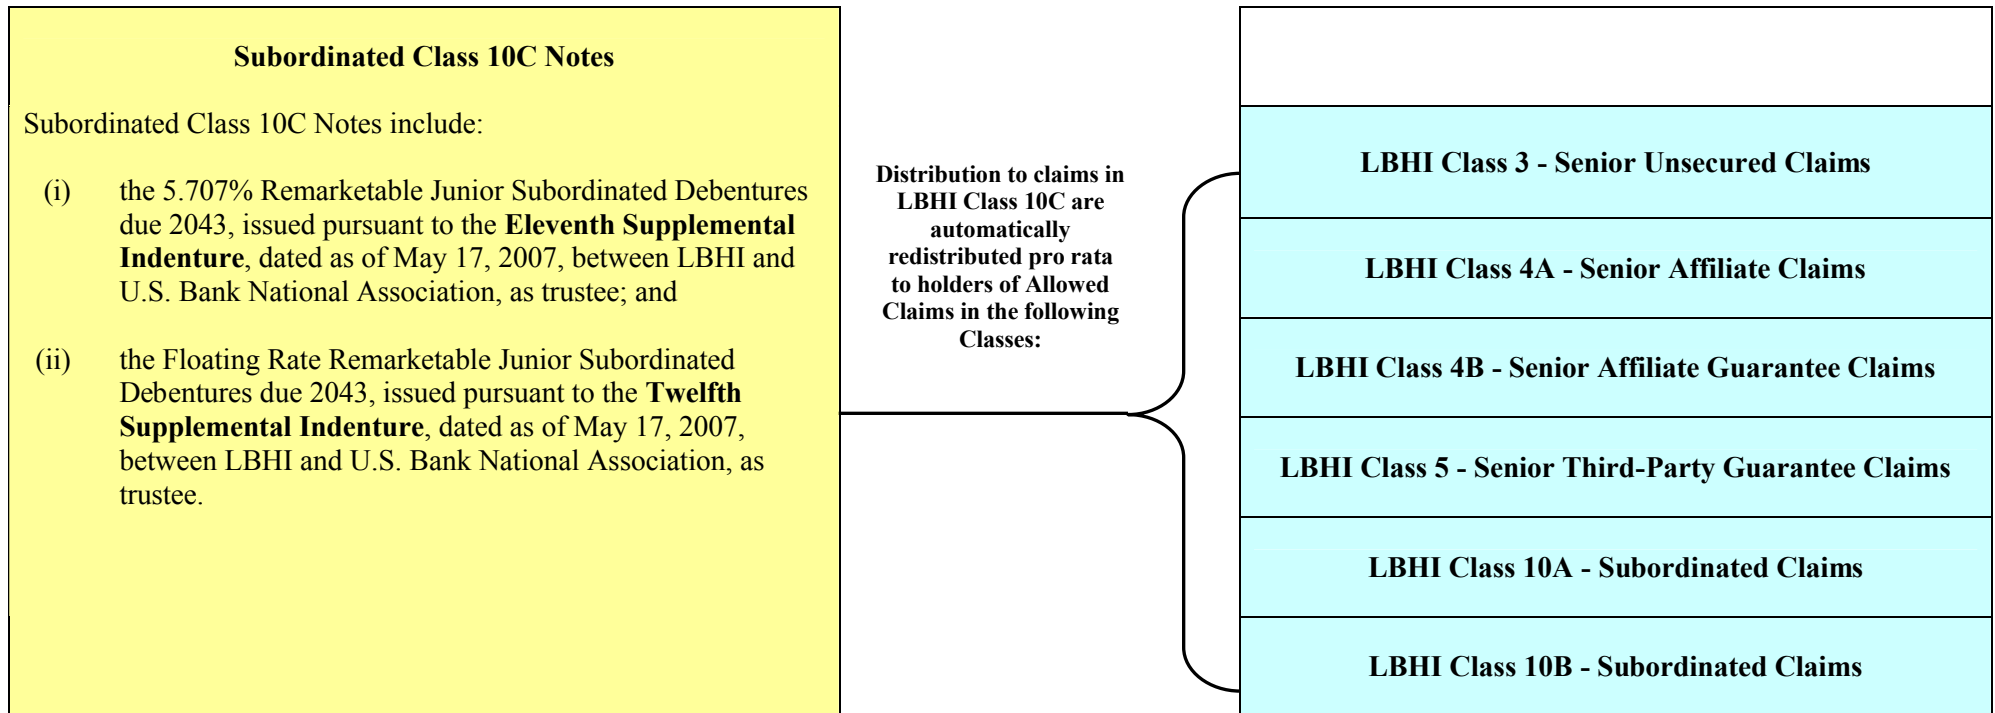 Subordinated Class 10C Notes
Subordinated Class 10C Notes include:
(i) the 5.707% Remarketable Junior Subordinated Debentures
due 2043, issued pursuant to the Eleventh Supplemental
Indenture, dated as of May 17, 2007, between LBHI and
U.S. Bank National Association, as trustee; and
(ii) the Floating Rate Remarketable Junior Subordinated
Debentures due 2043, issued pursuant to the Twelfth
Supplemental Indenture, dated as of May 17, 2007,
between LBHI and U.S. Bank National Association, as
trustee.
Distribution to claims in
LBHI Class 10C are
automatically
redistributed pro rata
to holders of Allowed
Claims in the following
Classes:
LBHI Class 3 - Senior Unsecured Claims
LBHI Class 4A - Senior Affiliate Claims
LBHI Class 4B - Senior Affiliate Guarantee Claims
LBHI Class 5 - Senior Third-Party Guarantee Claims
LBHI Class 10A - Subordinated Claims
LBHI Class 10B - Subordinated Claims